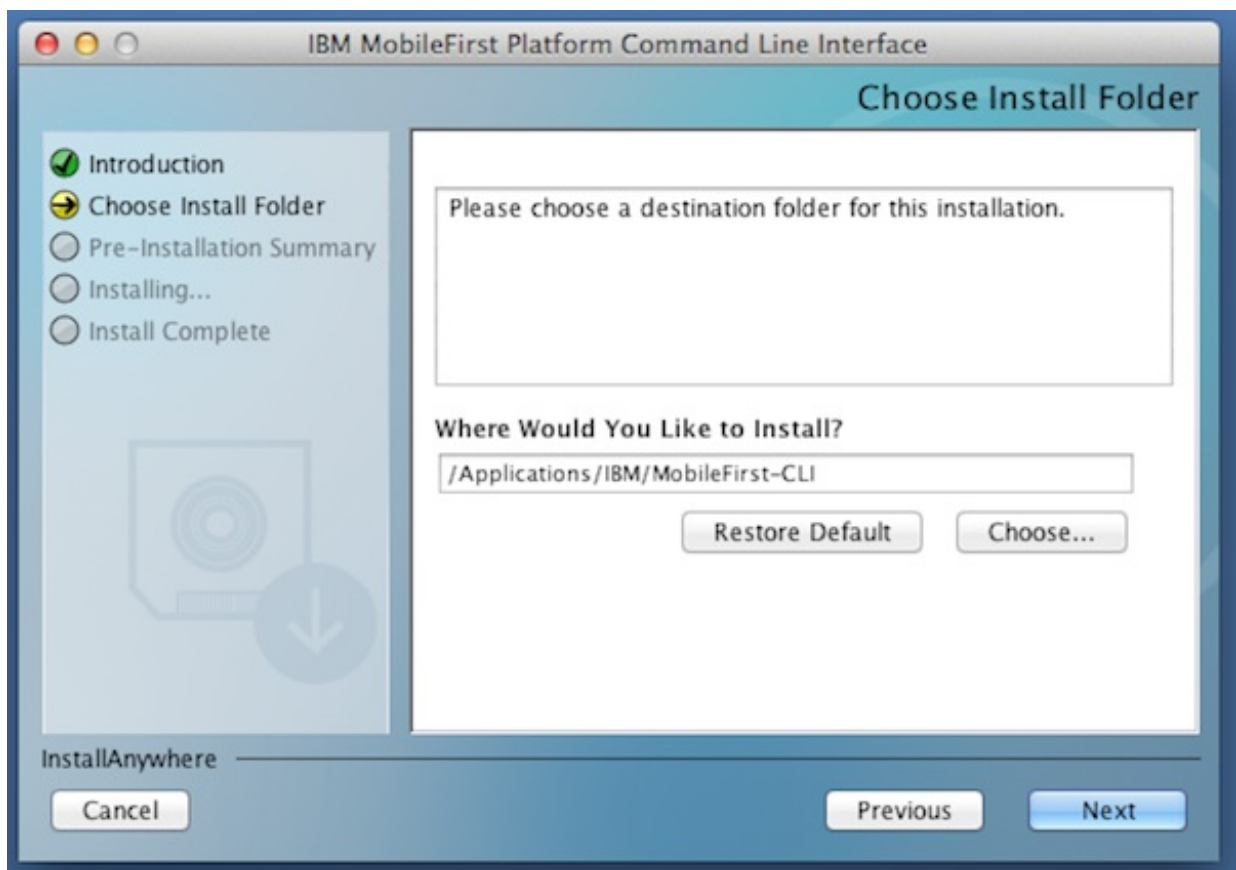 IBM MobileFirst Platform Command Line Interface
Choose Install Folder
Introduction
Choose Install Folder
Pre-Installation Summary
Installing...
Install Complete
Please choose a destination folder for this installation.
Where Would You Like to Install?
/Applications/IBM/MobileFirst-CLI
Restore Default
Choose...
InstallAnywhere
Cancel
Previous
Next